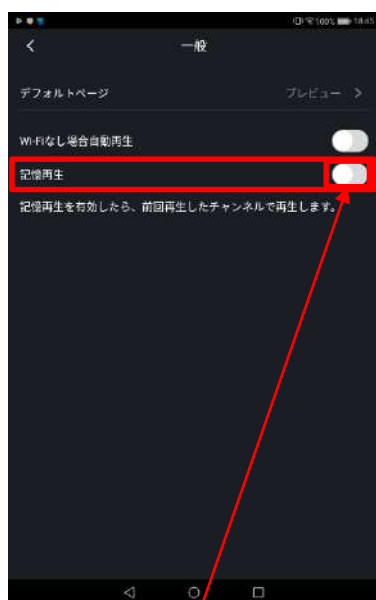 100% 18:45
一般
デフォルトページ プレビュー
Wi-Fiなし場合自動再生
記憶再生
記憶再生を有効したら、前回再生したチャンネルで再生します。